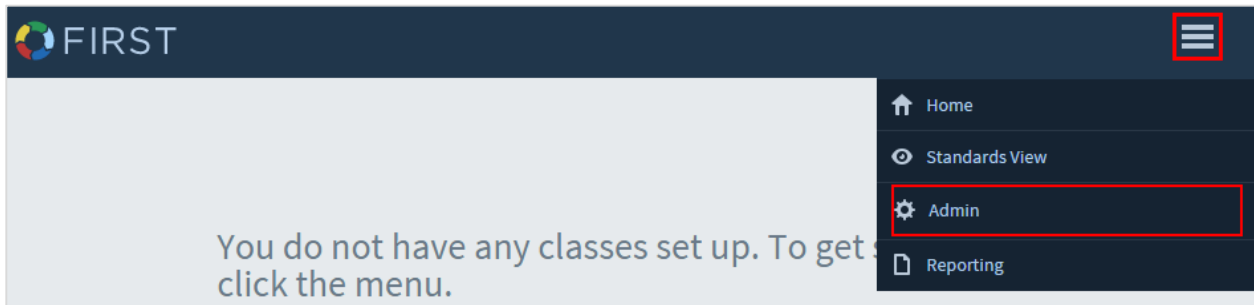 FIRST
Home
Standards View
Admin
You do not have any classes set up. To get
click the menu.
Reporting